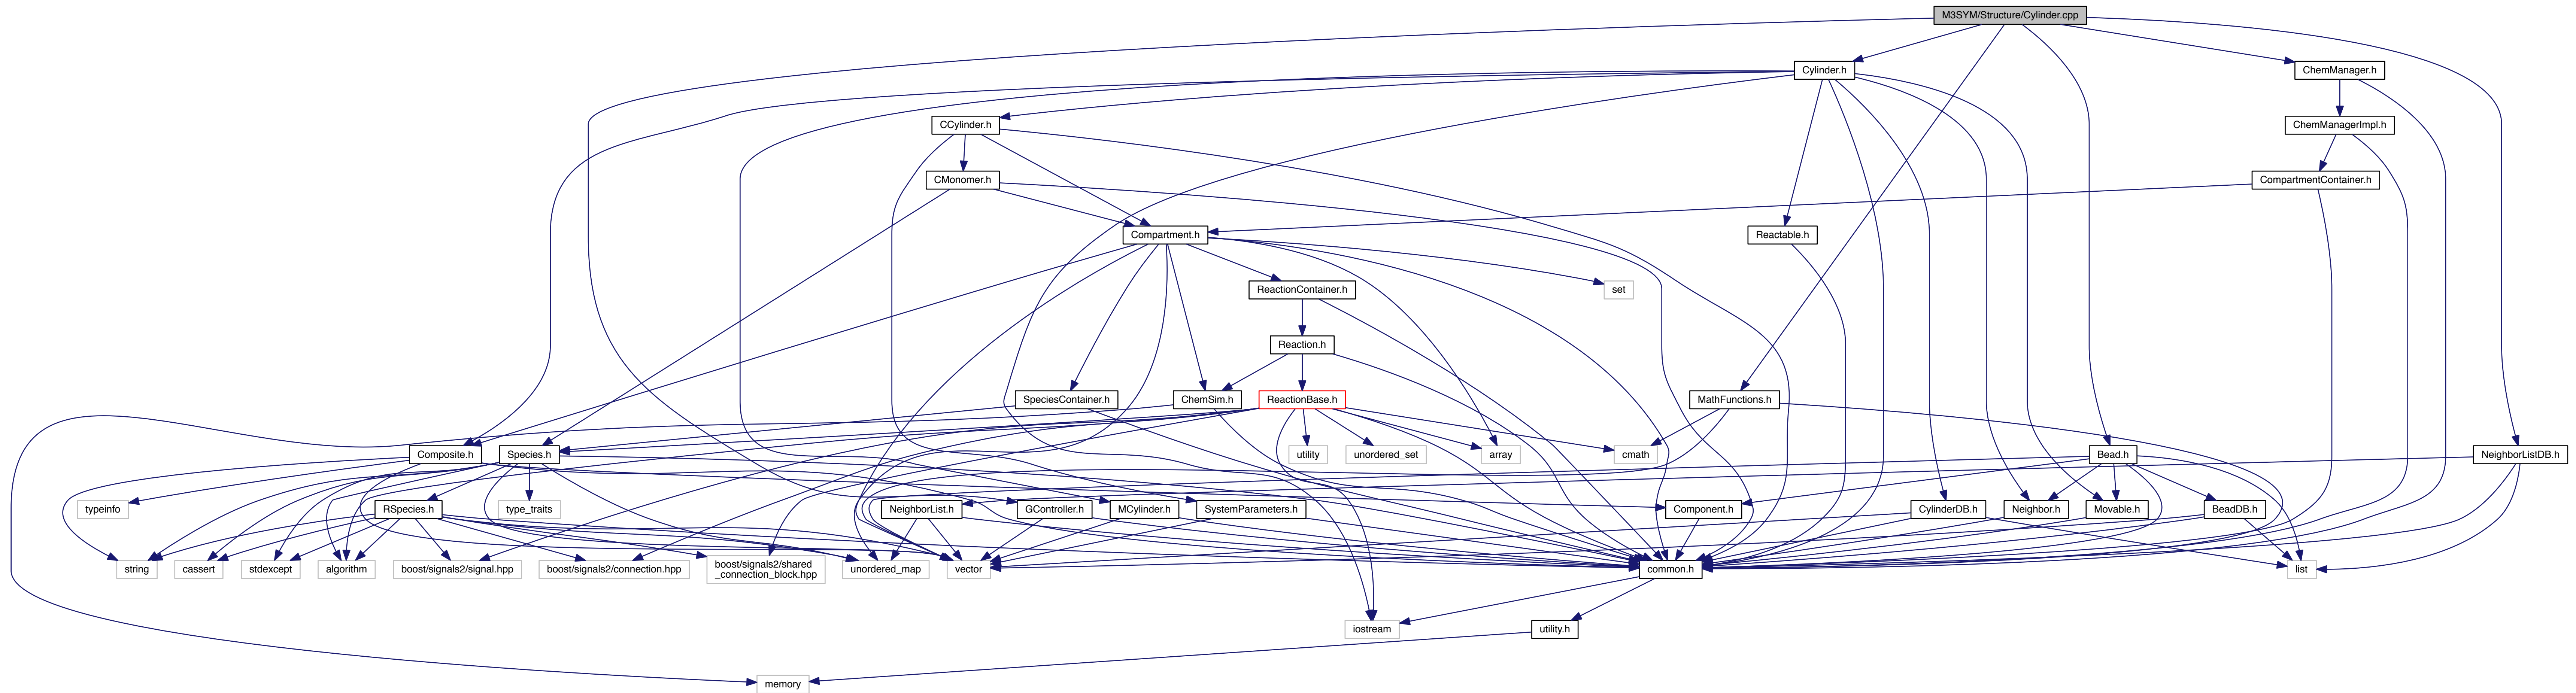 M3SYM/Structure/Cylinder.cpp
Cylinder.h
ChemManager.h
CCylinder.h
ChemManagerImpl.h
CMonomer.h
CompartmentContainer.h
Compartment.h
Reactable.h
ReactionContainer.h
set
Reaction.h
SpeciesContainer.h
ChemSim.h
ReactionBase.h
MathFunctions.h
Composite.h
Species.h
utility
unordered_set
array
cmath
Bead.h
NeighborListDB.h
typeinfo
RSpecies.h
type_traits
NeighborList.h
GController.h
MCylinder.h
SystemParameters.h
Component.h
CylinderDB.h
Neighbor.h
Movable.h
BeadDB.h
string
cassert
stdexcept
algorithm
boost/signals2/signal.hpp
boost/signals2/connection.hpp
boost/signals2/shared
_connection_block.hpp
unordered_map
vector
common.h
list
iostream
utility.h
memory